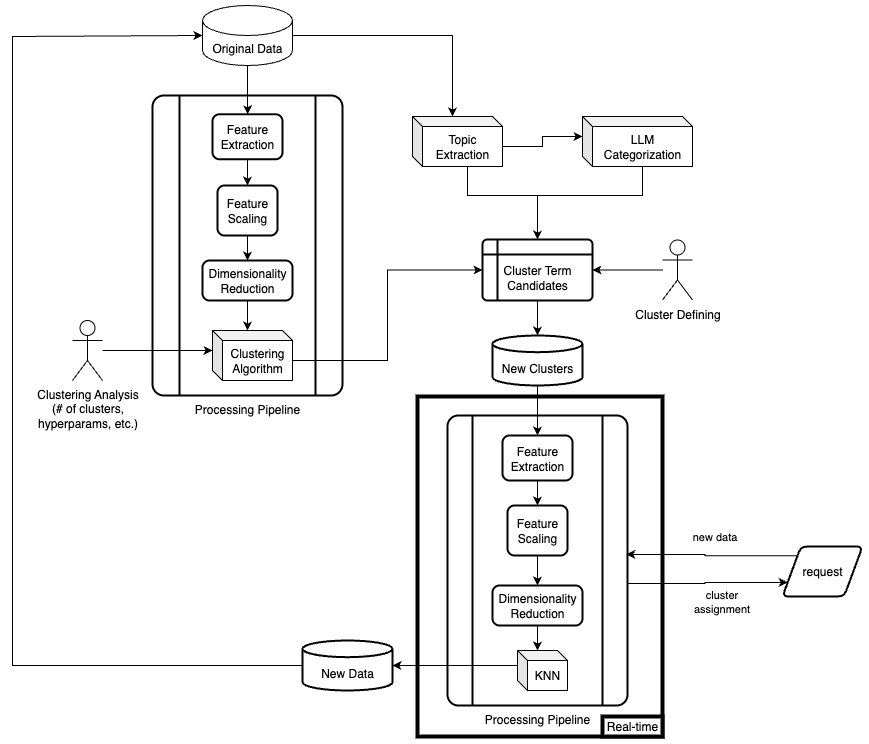 Original Data
Feature
Extraction
Feature
Scaling
Dimensionality
Reduction
Clustering
Algorithm
Processing Pipeline
Clustering Analysis
(# of clusters,
hyperparams, etc.)
Topic
Extraction
LLM
Categorization
Cluster Term
Candidates
Cluster Defining
New Clusters
Feature
Extraction
Feature
Scaling
Dimensionality
Reduction
KNN
Processing Pipeline
Real-time
new data
request
cluster
assignment
New Data